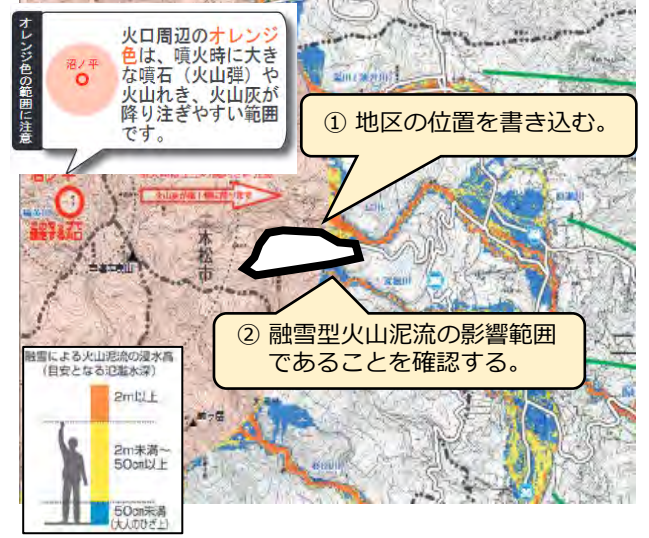 オレンジ色の範囲に注意
沼ノ平
火口周辺のオレンジ
色は、噴火時に大き
な噴石（火山弾）や
火山れき、火山灰が
降り注ぎやすい範囲
です。
① 地区の位置を書き込む。
二本松市
② 融雪型火山泥流の影響範囲
であることを確認する。
融雪による火山泥流の浸水高
（目安となる氾濫水深）
2m以上
2m未満～
50㎝以上
50㎝未満
（大人のひざ上）